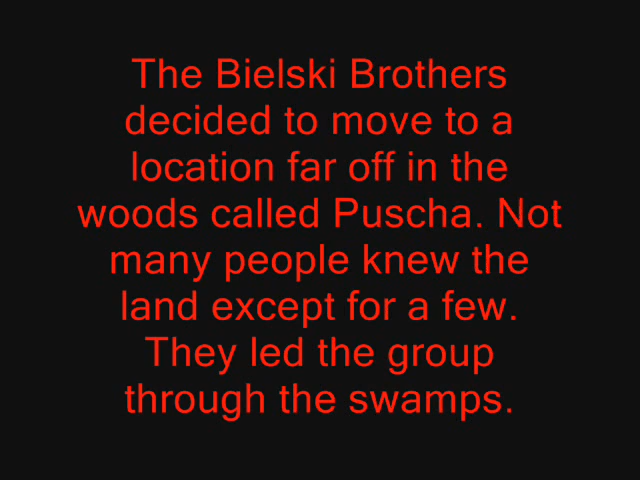 The Bielski Brothers
decided to move to a
location far off in the
woods called Puscha. Not
many people knew the
land except for a few.
They led the group
through the swamps.